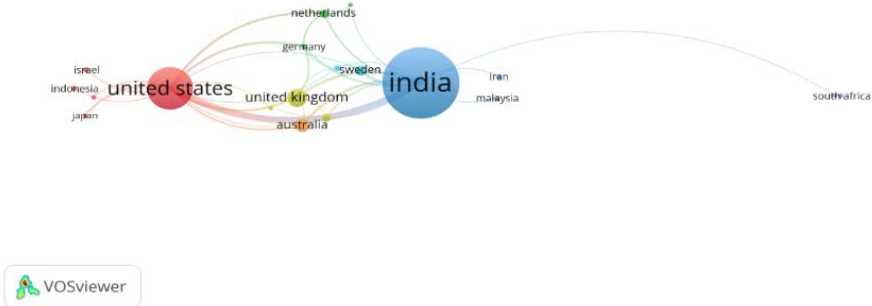 netherlands
germany
israel
sweden
india
iran
indonesia
united states
united kingdom
malaysia
south africa
japan
australia
VOSviewer